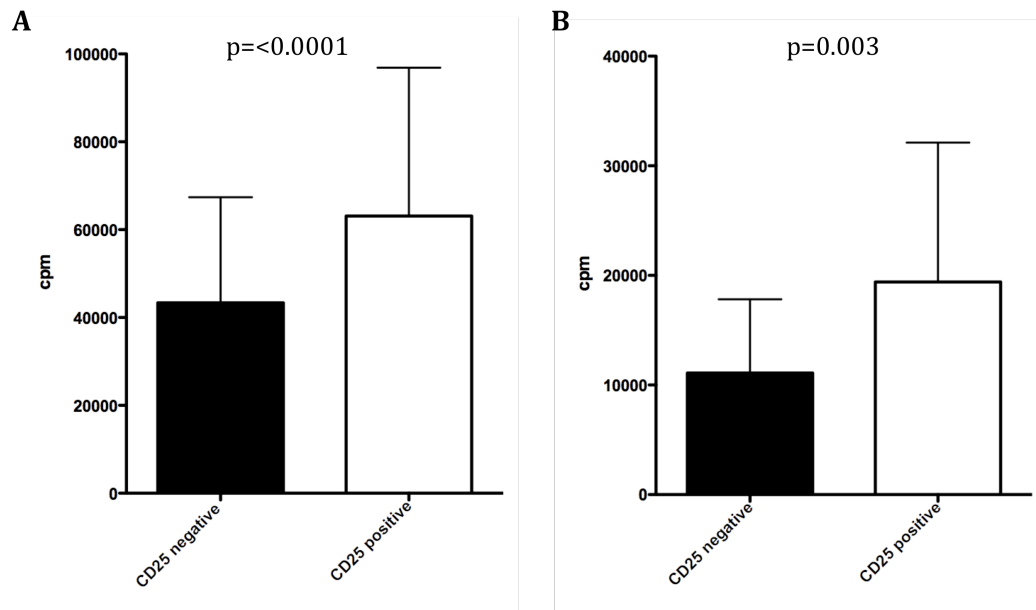 A
p=<0.0001
100000
80000
60000
40000
20000
0
cpm
CD25 negative
CD25 positive
B
p=0.003
40000
30000
20000
10000
0
cpm
CD25 negative
CD25 positive